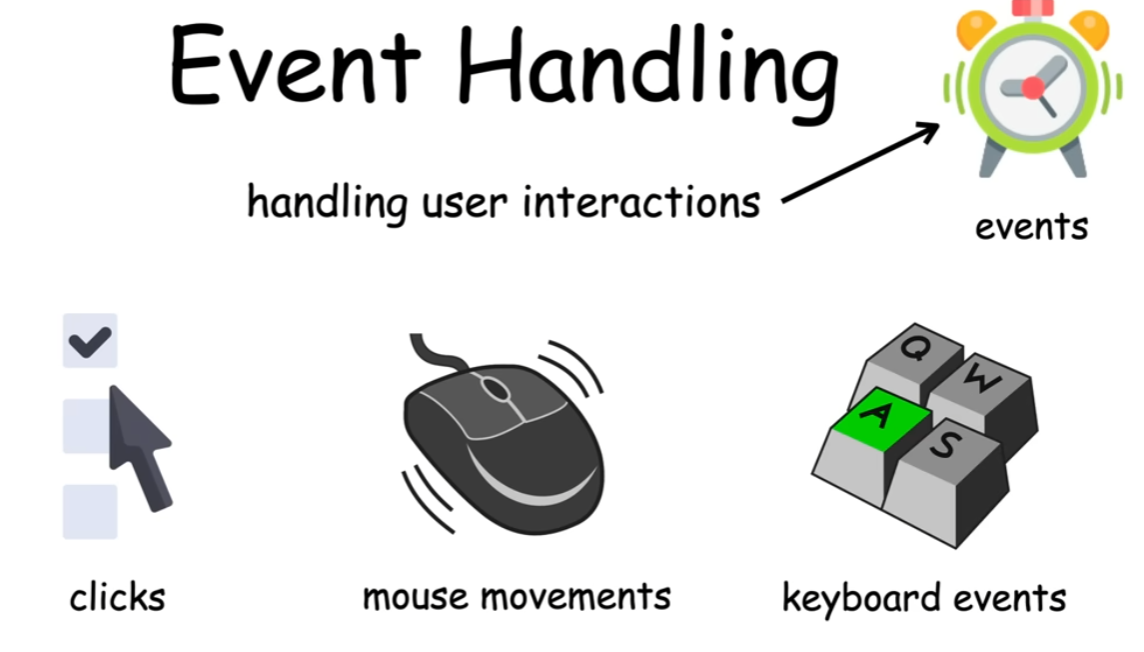 Event Handling
handling user interactions
events
Q
W
A
S
clicks
mouse movements
keyboard events